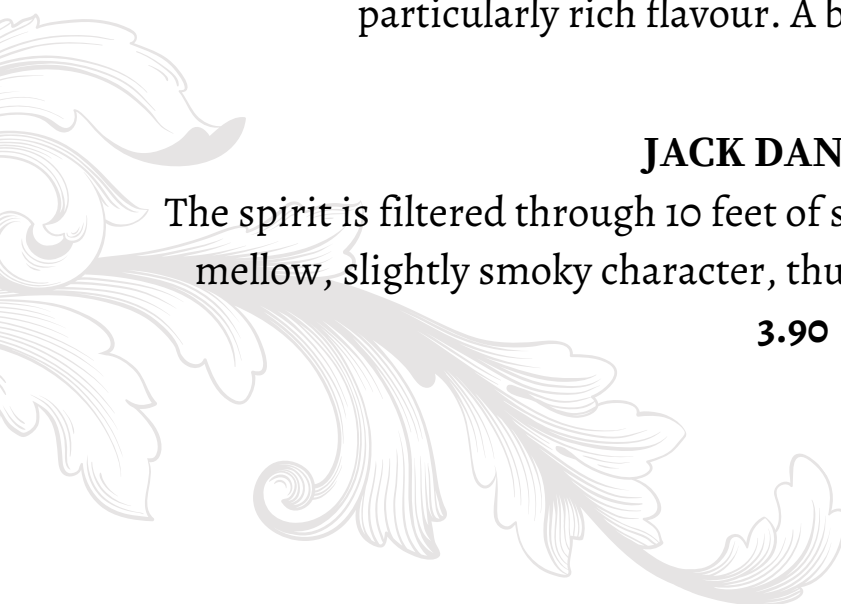 particularly rich flavour. A b
JACK DAN
The spirit is filtered through 10 feet of s
mellow, slightly smoky character, thu
3.90